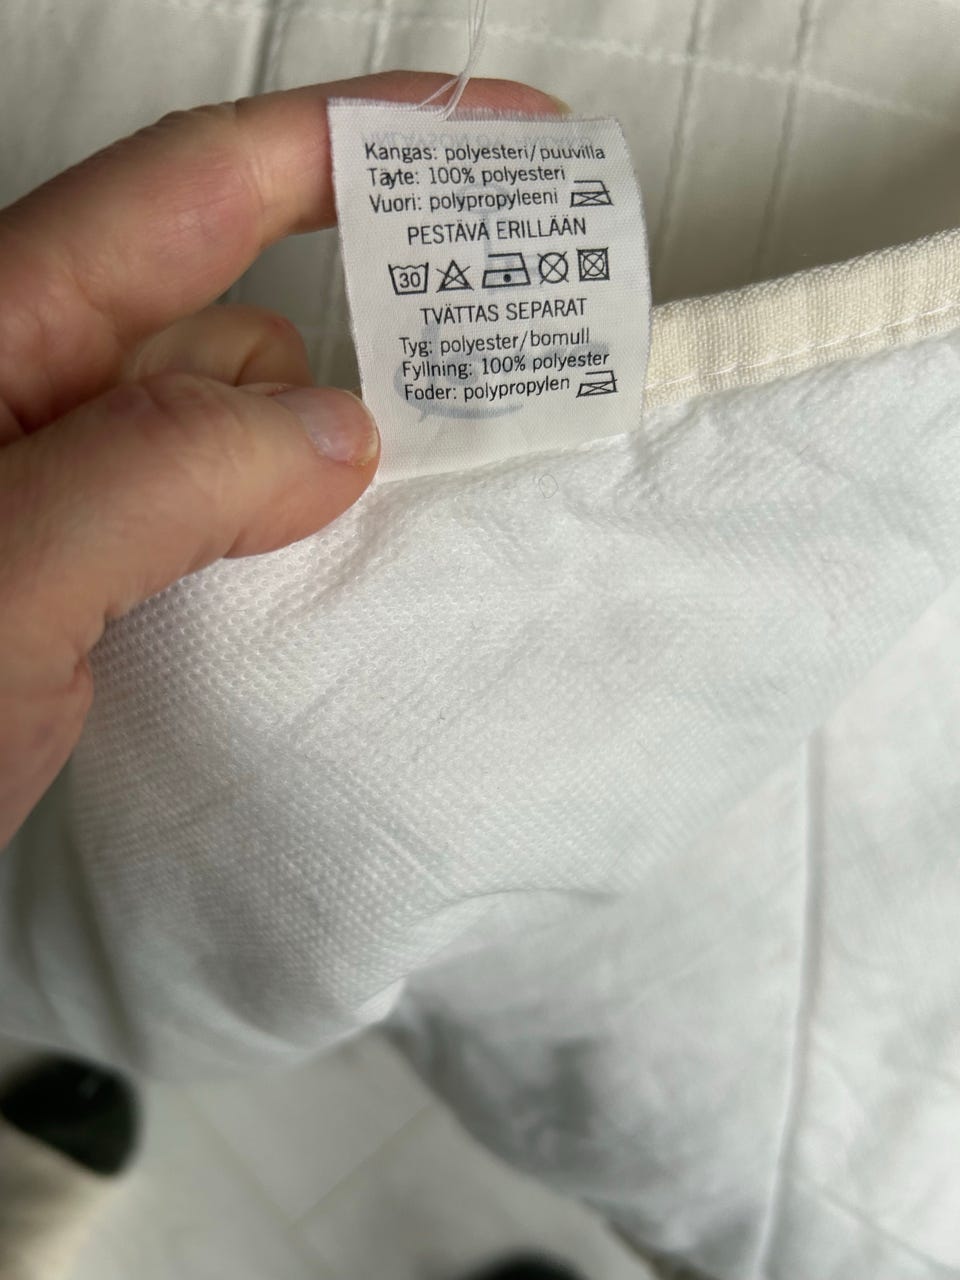 Kangas: polyesteri/puuvilla
Täyte: 100% polyesteri
Vuori: polypropyleeni
PESTÄVÄ ERILLÄÄN
30
TVÄTTAS SEPARAT
Tyg: polyester/bomull
Fyllning: 100% polyester
Foder: polypropylen